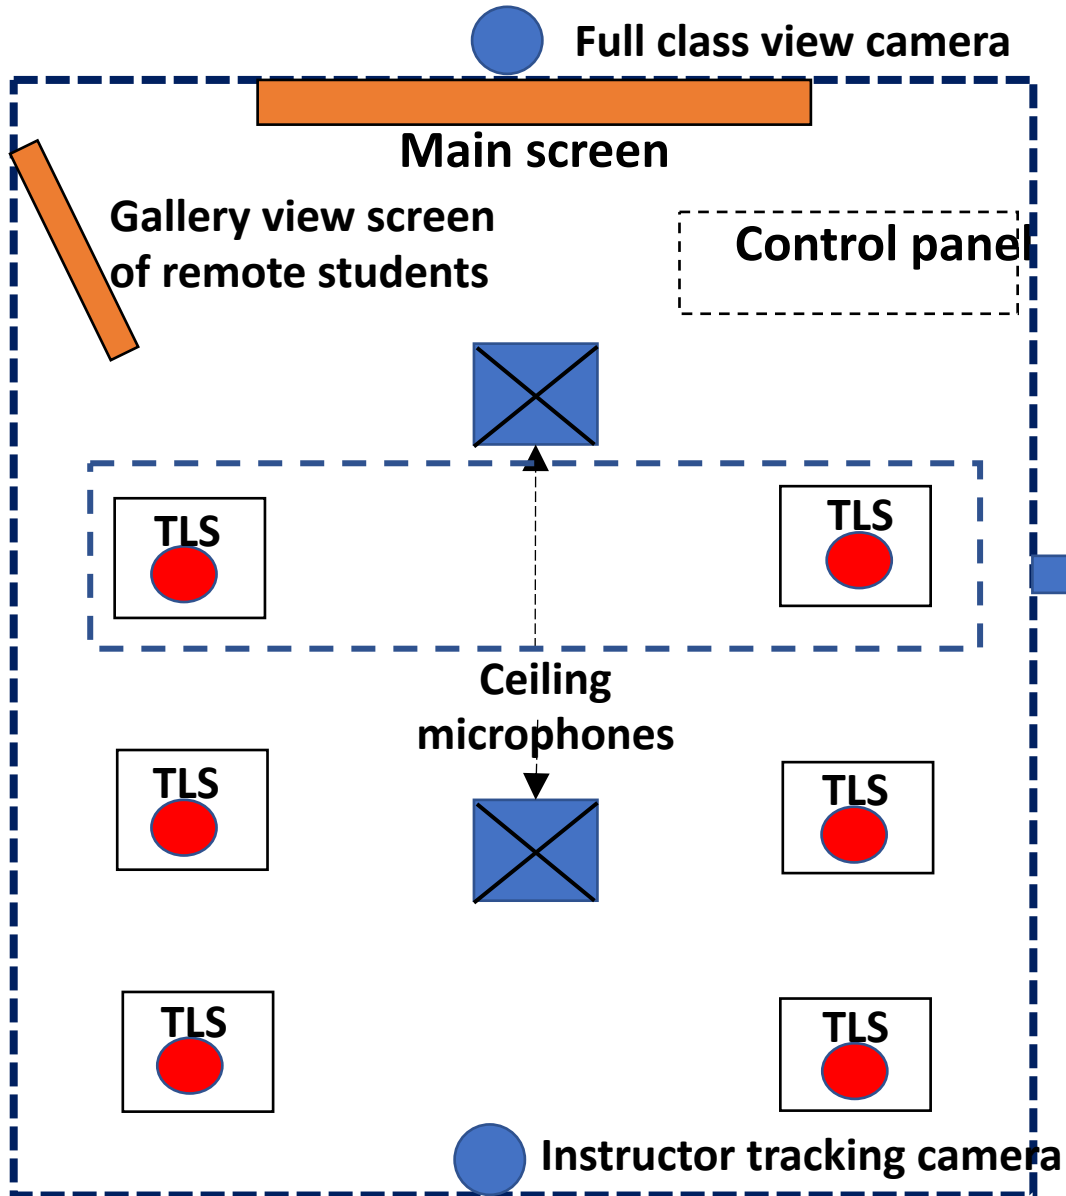 Full class view camera
Main screen
Gallery view screen
of remote students
Control panel
TLS
TLS
Ceiling
microphones
TLS
TLS
TLS
TLS
Instructor tracking camera